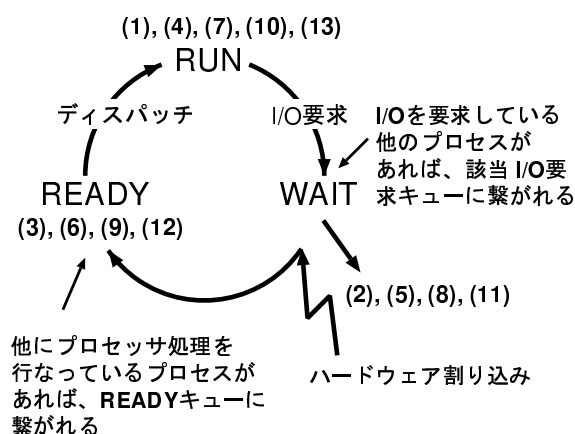 (1), (4), (7), (10), (13)
RUN
ディスパッチ
I/O要求
I/Oを要求している
他のプロセスが
あれば、該当 I/O要
求キューに繋がれる
READY
WAIT
(3), (6), (9), (12)
(2), (5), (8), (11)
他にプロセッサ処理を
行なっているプロセスが
あれば、READYキューに
繋がれる
ハードウェア割り込み